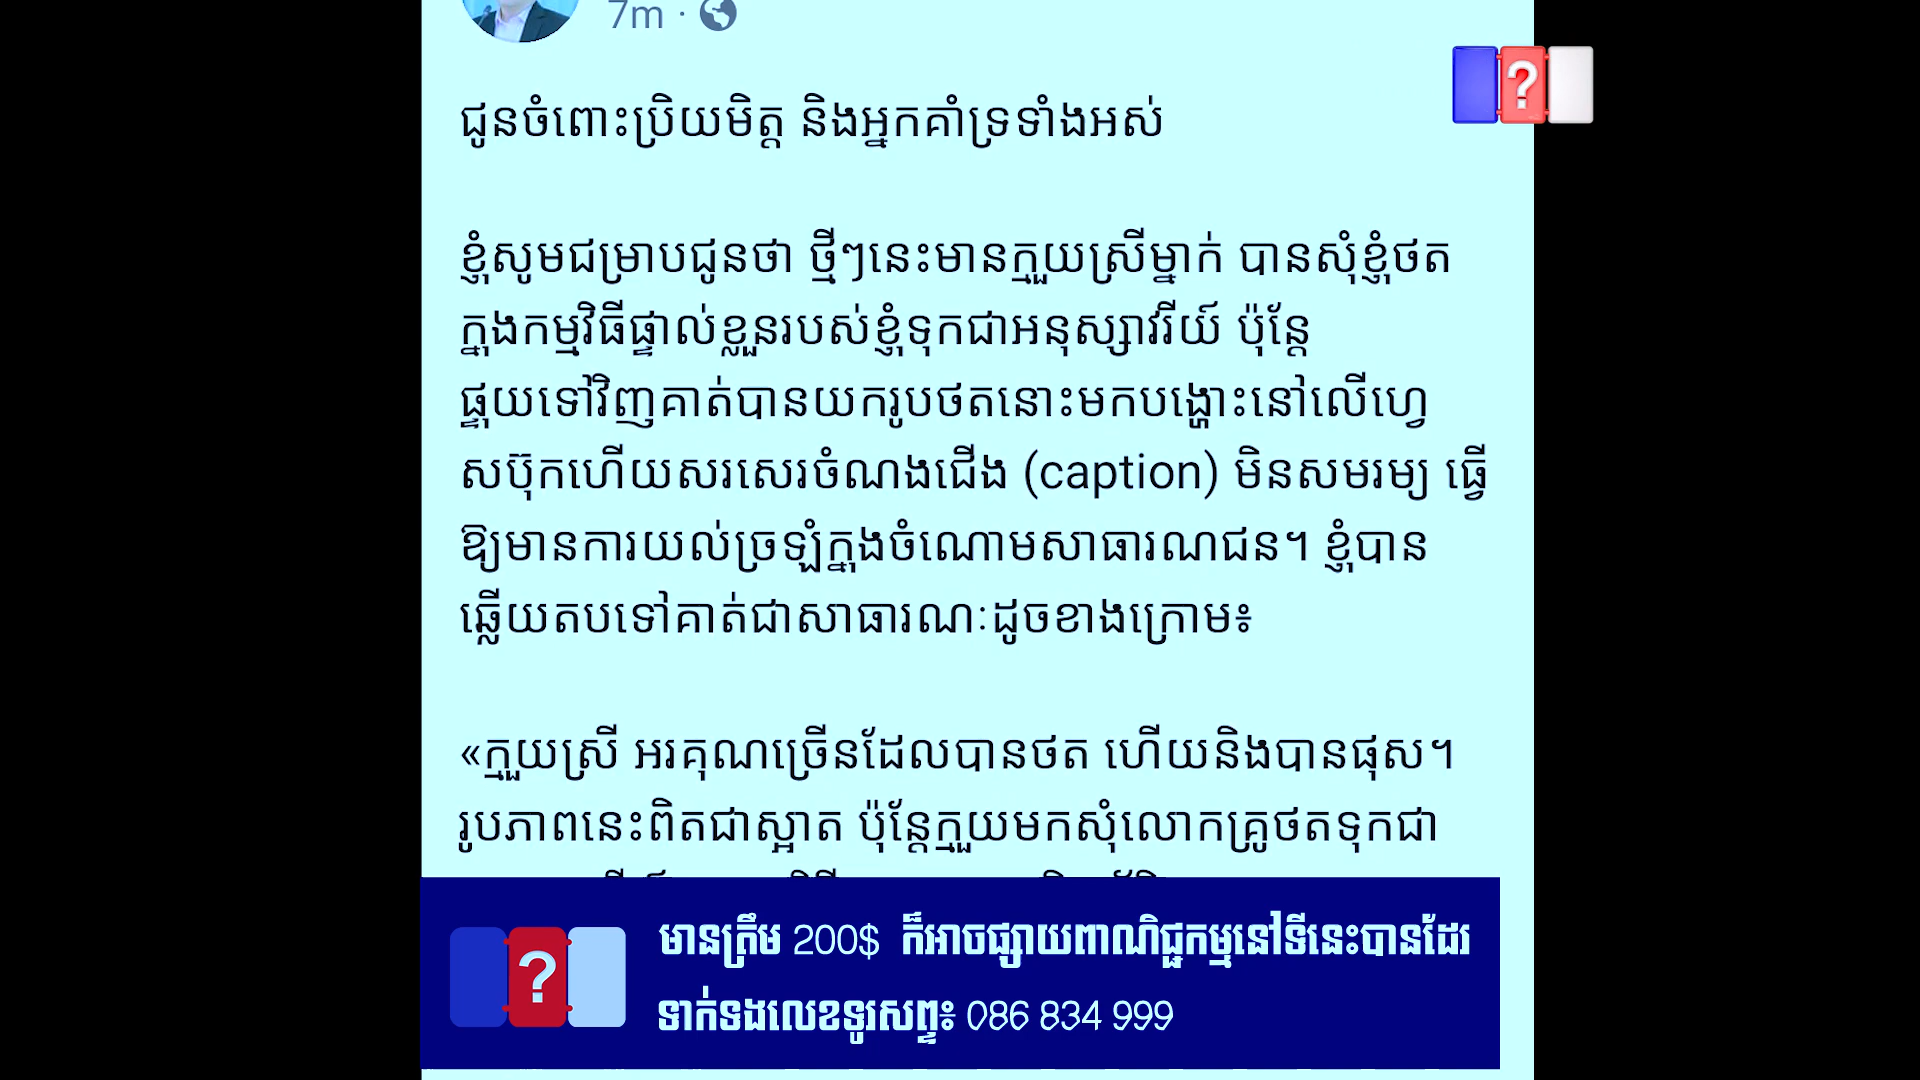 7m ·
?
ជូនចំពោះប្រិយមិត្ត និងអ្នកគាំទ្រទាំងអស់
ខ្ញុំសូមជម្រាបជូនថា ថ្មីៗនេះមានក្មួយស្រីម្នាក់ បានសុំខ្ញុំថត
ក្នុងកម្មវិធីផ្ទាល់ខ្លួនរបស់ខ្ញុំទុកជាអនុស្សាវរីយ៍ ប៉ុន្តែ
ផ្ទុយទៅវិញគាត់បានយករូបថតនោះមកបង្ហោះនៅលើហ្វេ
សប៊ុកហើយសរសេរចំណងជើង (caption) មិនសមរម្យ ធ្វើ
ឱ្យមានការយល់ច្រឡំក្នុងចំណោមសាធារណជន។ ខ្ញុំបាន
ឆ្លើយតបទៅគាត់ជាសាធារណៈដូចខាងក្រោម៖
«ក្មួយស្រី អរគុណច្រើនដែលបានថត ហើយនិងបានផុស។
រូបភាពនេះពិតជាស្អាត ប៉ុន្តែក្មួយមកសុំលោកគ្រូថតទុកជា
?
មានត្រឹម 200$ ក៏អាចផ្សាយពាណិជ្ជកម្មនៅទីនេះបានដែរ
ទាក់ទងលេខទូរសព្ទ៖ 086 834 999